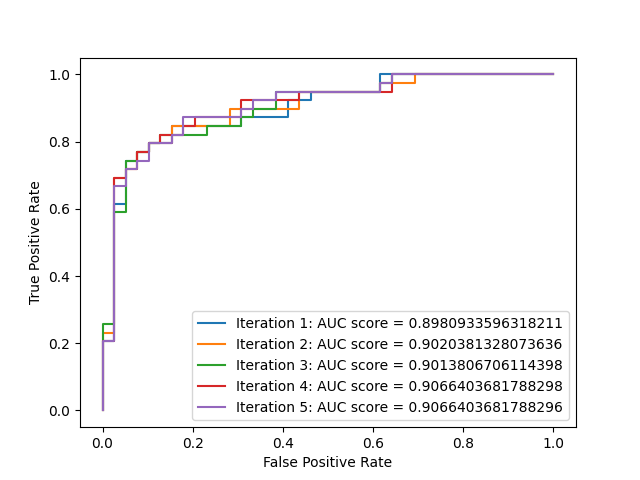 1.0
0.8
0.6
0.4
0.2
0.0
True Positive Rate
Iteration 1: AUC score = 0.8980933596318211
Iteration 2: AUC score = 0.9020381328073636
Iteration 3: AUC score = 0.9013806706114398
Iteration 4: AUC score = 0.9066403681788298
Iteration 5: AUC score = 0.9066403681788296
0.0 0.2 0.4 0.6 0.8 1.0
False Positive Rate